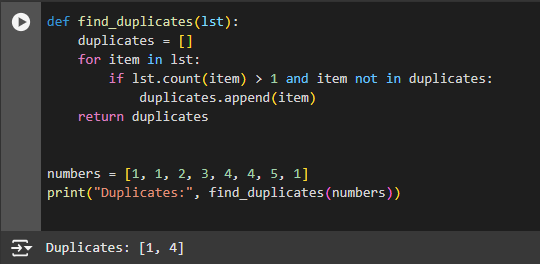 def find_duplicates(lst):
    duplicates = []
    for item in lst:
        if lst.count(item) > 1 and item not in duplicates:
            duplicates.append(item)
    return duplicates
numbers = [1, 1, 2, 3, 4, 4, 5, 1]
print("Duplicates:", find_duplicates(numbers))
Duplicates: [1, 4]